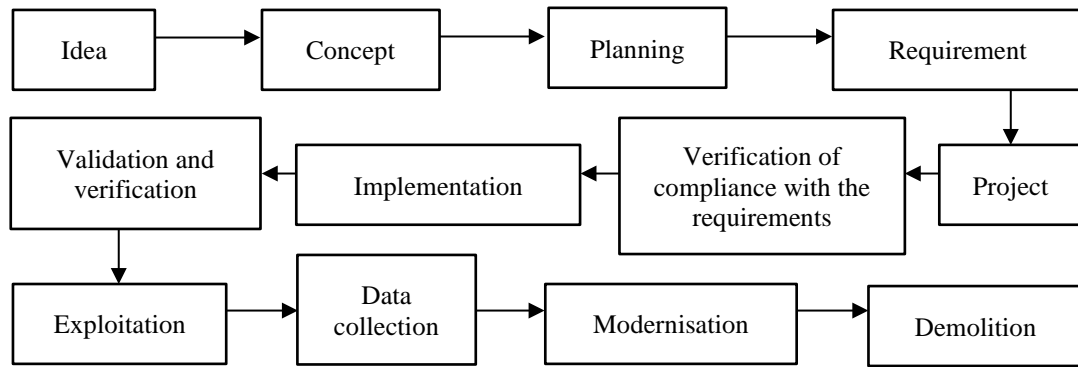 Idea
Concept
Planning
Requirement
Project
Verification of
compliance with the
requirements
Implementation
Validation and
verification
Exploitation
Data
collection
Modernisation
Demolition